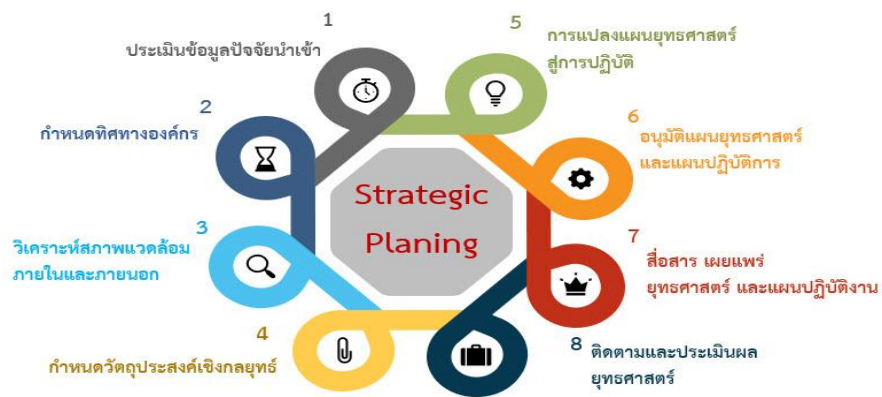 1
ประเมินข้อมูลปัจจัยนำเข้า
2
กำหนดทิศทางองค์กร
3
วิเคราะห์สภาพแวดล้อม
ภายในและภายนอก
4
กำหนดวัตถุประสงค์เชิงกลยุทธ์
5
การแปลงแผนยุทธศาสตร์
สู่การปฏิบัติ
6
อนุมัติแผนยุทธศาสตร์
และแผนปฏิบัติการ
7
สื่อสาร เผยแพร่
ยุทธศาสตร์ และแผนปฏิบัติงาน
8 ติดตามและประเมินผล
ยุทธศาสตร์
Strategic
Planing